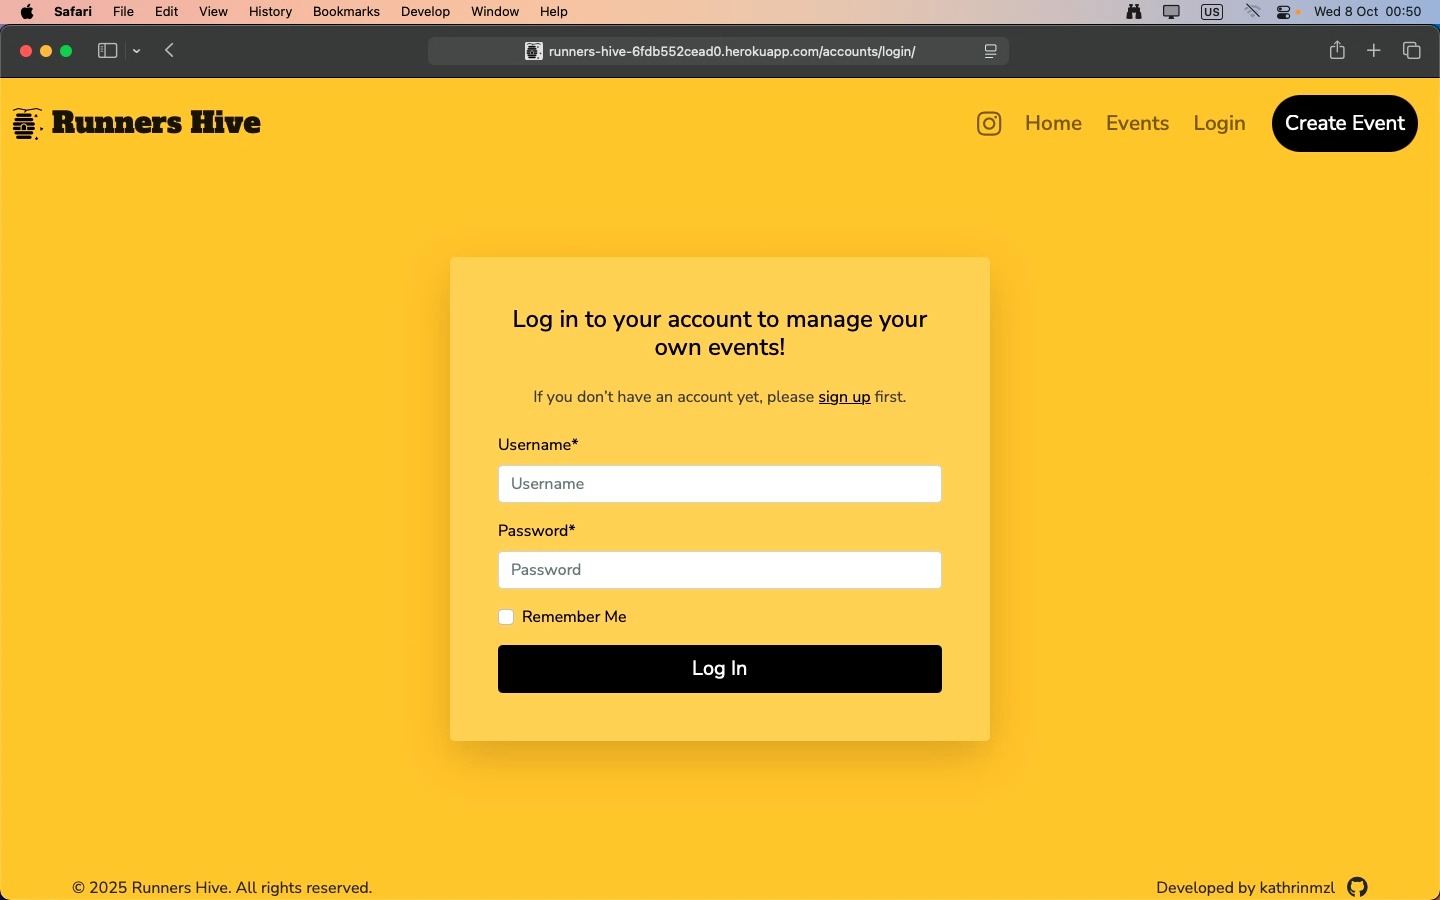 Safari File Edit View History Bookmarks Develop Window Help US Wed 8 Oct 00:50
runners-hive-6fdb552cead0.herokuapp.com/accounts/login/
Runners Hive Home Events Login Create Event
Log in to your account to manage your
own events!
If you don’t have an account yet, please sign up first.
Username*
Username
Password*
Password
Remember Me
Log In
© 2025 Runners Hive. All rights reserved. Developed by kathrinmzl